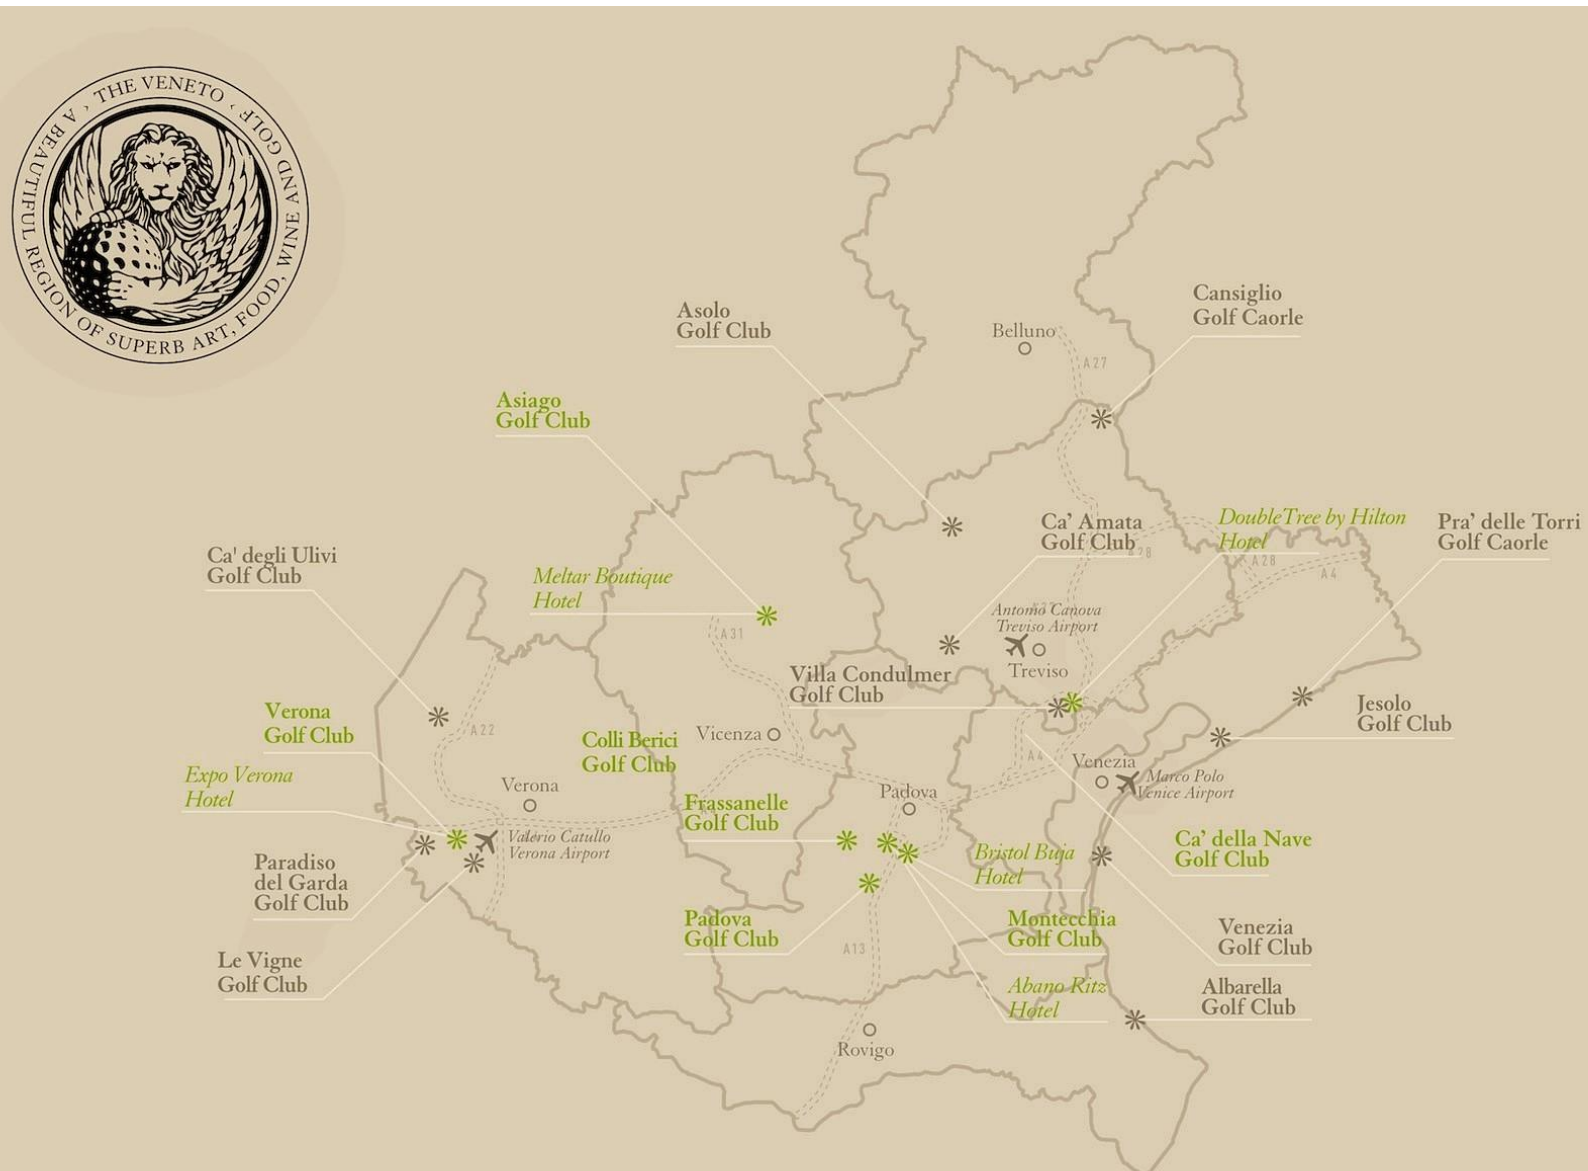 A BEAUTIFUL REGION OF SUPERB ART, FOOD, WINE AND GOLF
› THE VENETO ‹
Cansiglio
Golf Caorle
Asolo
Golf Club
Belluno
A27
Asiago
Golf Club
Ca' degli Ulivi
Golf Club
Meltar Boutique
Hotel
Ca’ Amata
Golf Club
DoubleTree by Hilton
Hotel
Pra’ delle Torri
Golf Caorle
A28
A28
A4
A31
Antonio Canova
Treviso Airport
Treviso
Villa Condulmer
Golf Club
Jesolo
Golf Club
Verona
Golf Club
A22
Colli Berici
Golf Club
Vicenza
A4
Venezia
Marco Polo
Venice Airport
Expo Verona
Hotel
Verona
Padova
Frassanelle
Golf Club
Valerio Catullo
Verona Airport
Paradiso
del Garda
Golf Club
Bristol Buja
Hotel
Ca’ della Nave
Golf Club
Padova
Golf Club
Montecchia
Golf Club
Venezia
Golf Club
A13
Le Vigne
Golf Club
Abano Ritz
Hotel
Albarella
Golf Club
Rovigo